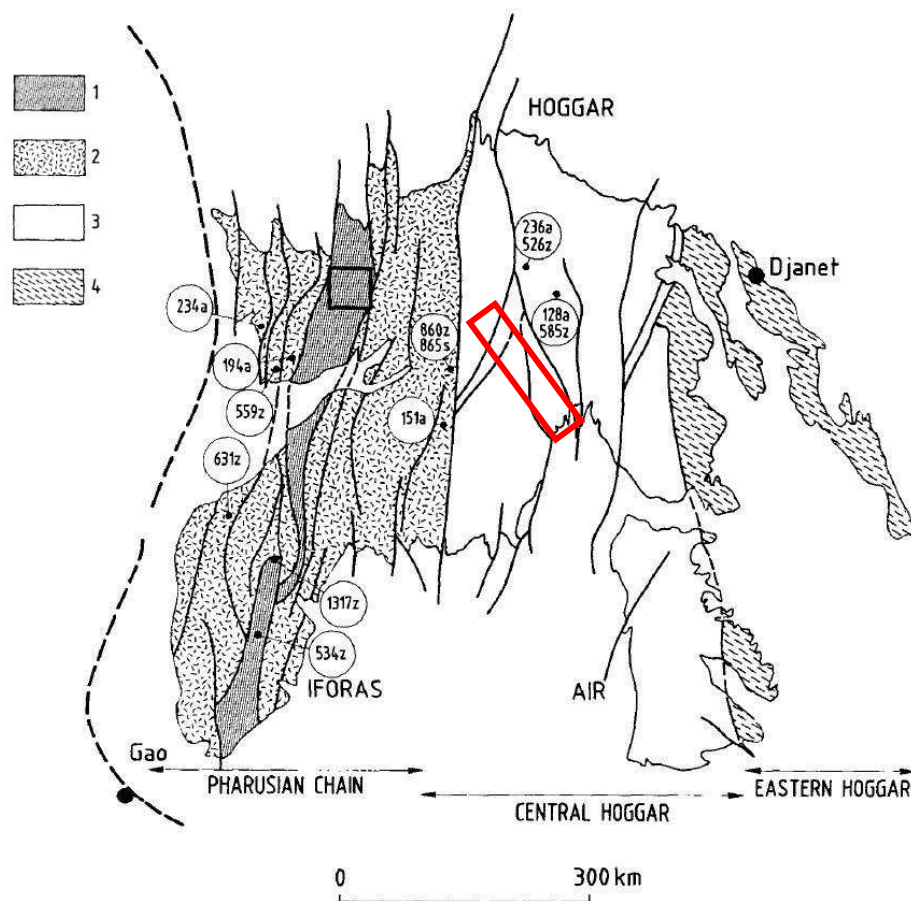 1
2
3
4
HOGGAR
236a
526z
Djanet
234a
860z
865s
128a
585z
194a
559z
151a
631z
1317z
534z
IFORAS
AIR
Gao
PHARUSIAN CHAIN
EASTERN HOGGAR
CENTRAL HOGGAR
0
300 km